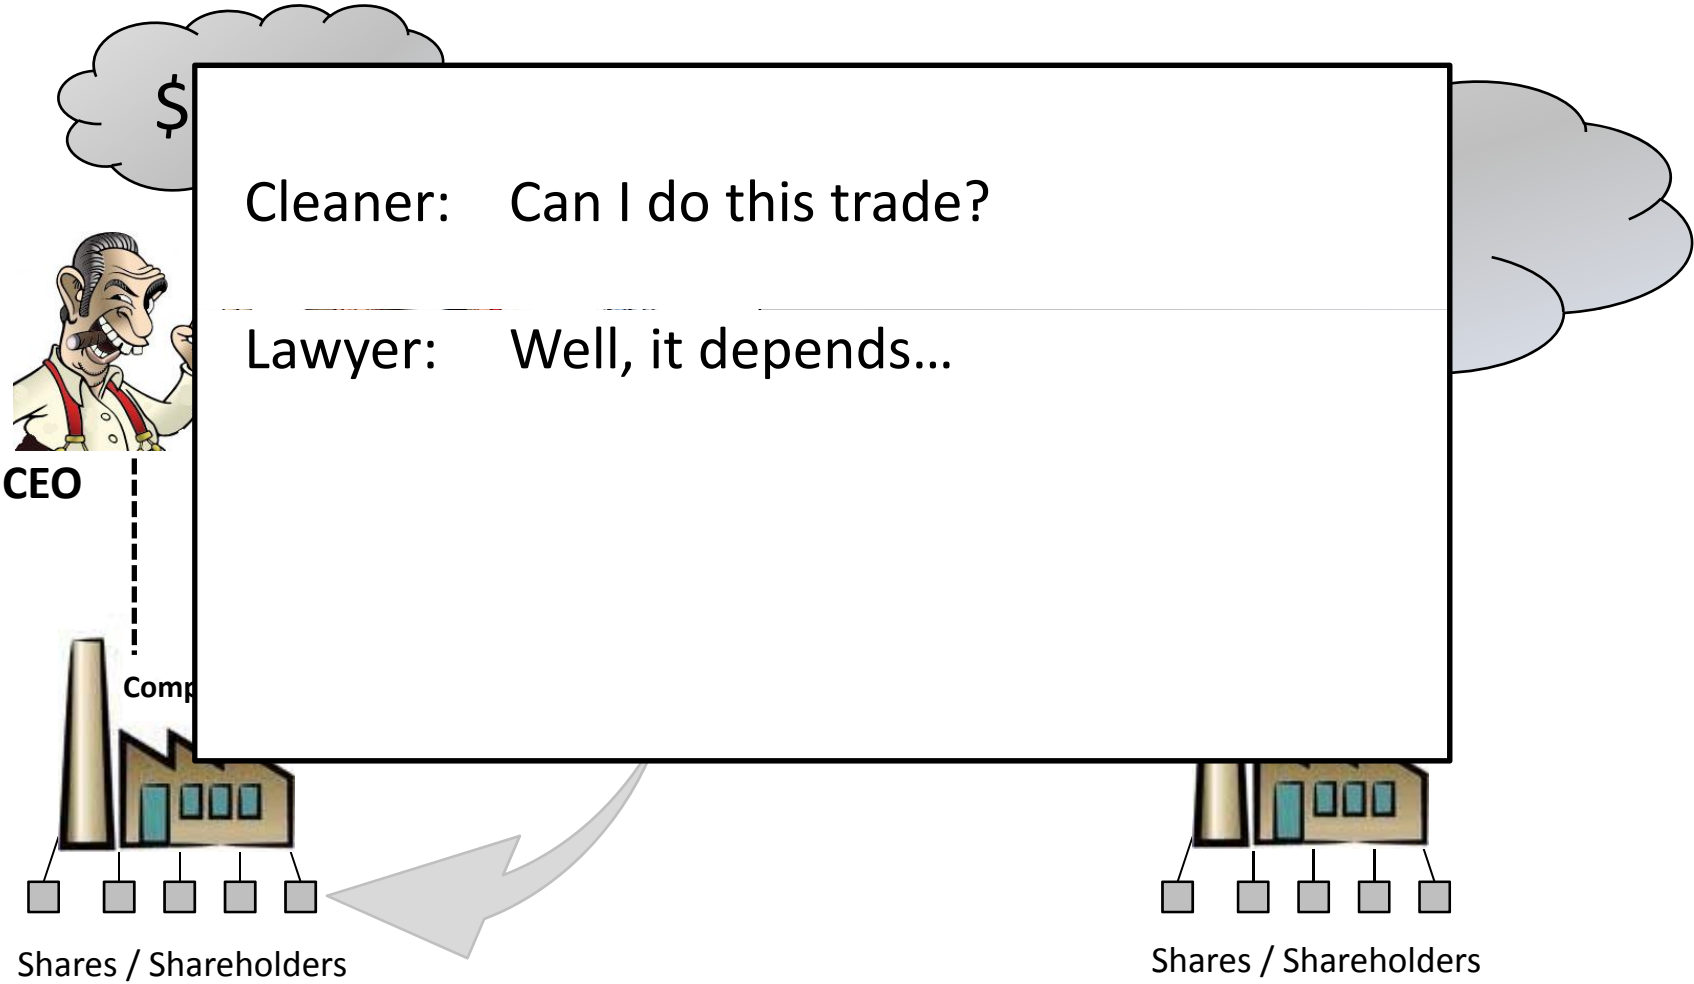 $
Cleaner: Can I do this trade?
Lawyer: Well, it depends…
CEO
Shares / Shareholders
Shares / Shareholders